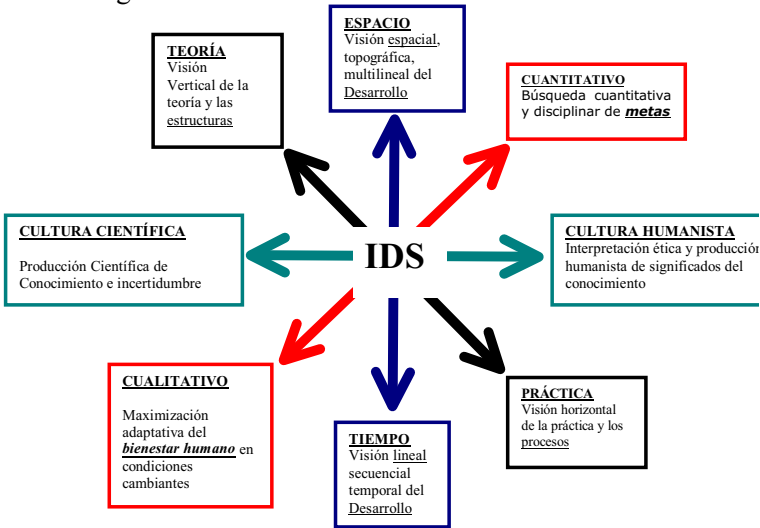 ESPACIO
Visión espacial,
topográfica,
multilineal del
Desarrollo
TEORÍA
Visión
Vertical de la
teoría y las
estructuras
CUANTITATIVO
Búsqueda cuantitativa
y disciplinar de metas
CULTURA CIENTÍFICA
Producción Científica de
Conocimiento e incertidumbre
IDS
CULTURA HUMANISTA
Interpretación ética y producción
humanista de significados del
conocimiento
CUALITATIVO
Maximización
adaptativa del
bienestar humano en
condiciones
cambiantes
TIEMPO
Visión lineal
secuencial
temporal del
Desarrollo
PRÁCTICA
Visión horizontal
de la práctica y los
procesos